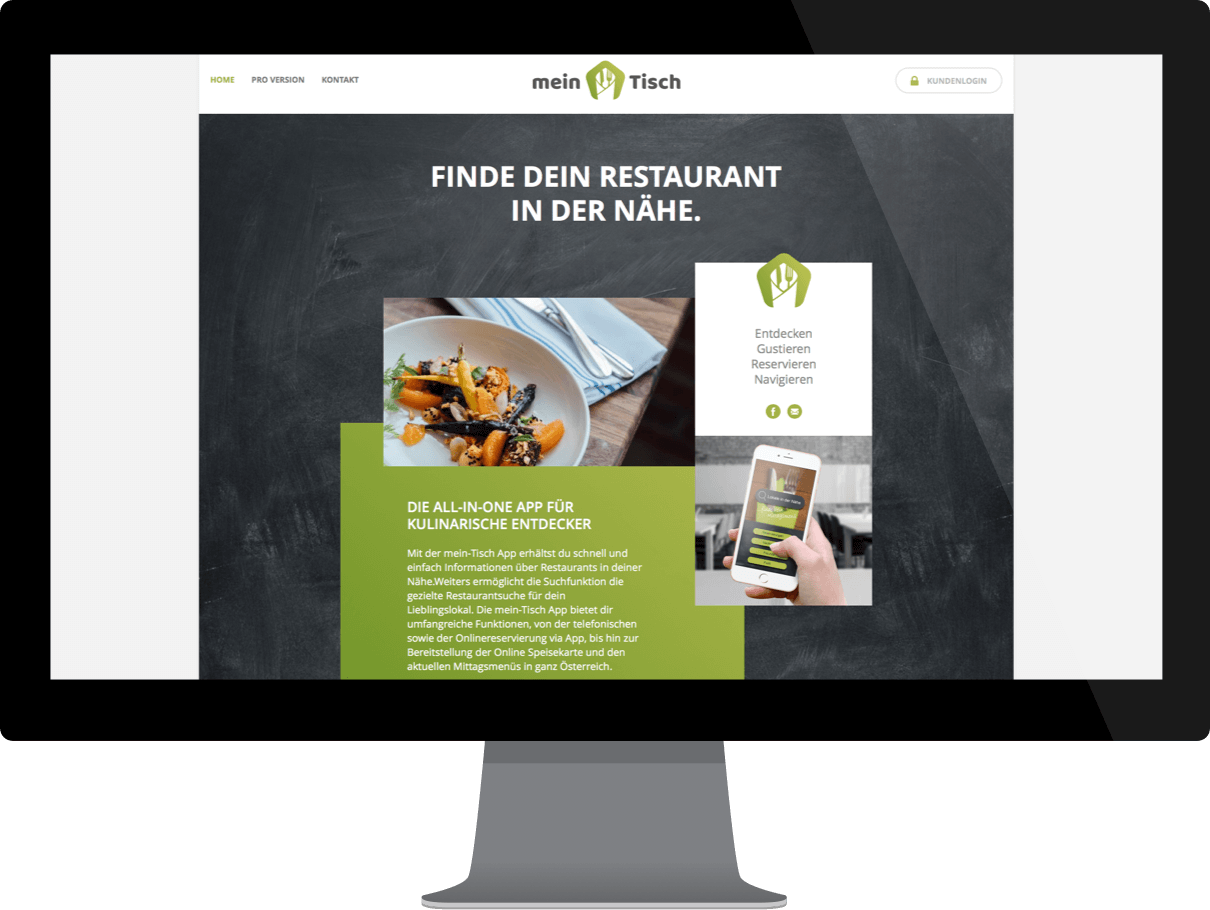 HOME PRO VERSION KONTAKT mein Tisch KUNDENLOGIN
FINDE DEIN RESTAURANT
IN DER NÄHE.
Entdecken
Gustieren
Reservieren
Navigieren
DIE ALL-IN-ONE APP FÜR
KULINARISCHE ENTDECKER
Mit der mein-Tisch App erhältst du schnell und
einfach Informationen über Restaurants in deiner
Nähe.Weiters ermöglicht die Suchfunktion die
gezielte Restaurantsuche für dein
Lieblingslokal. Die mein-Tisch App bietet dir
umfangreiche Funktionen, von der telefonischen
sowie der Onlinereservierung via App, bis hin zur
Bereitstellung der Online Speisekarte und den
aktuellen Mittagsmenüs in ganz Österreich.